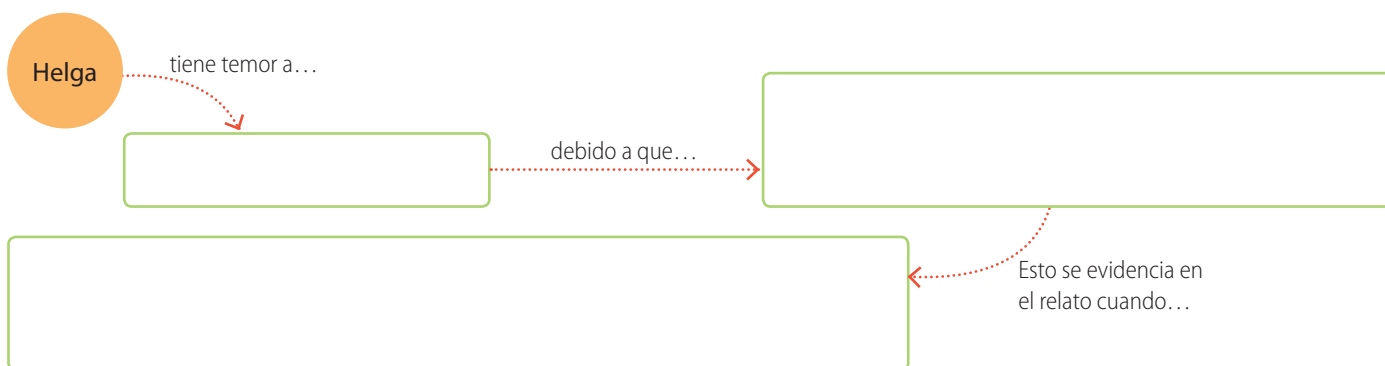 Helga
tiene temor a…
debido a que…
Esto se evidencia en
el relato cuando…